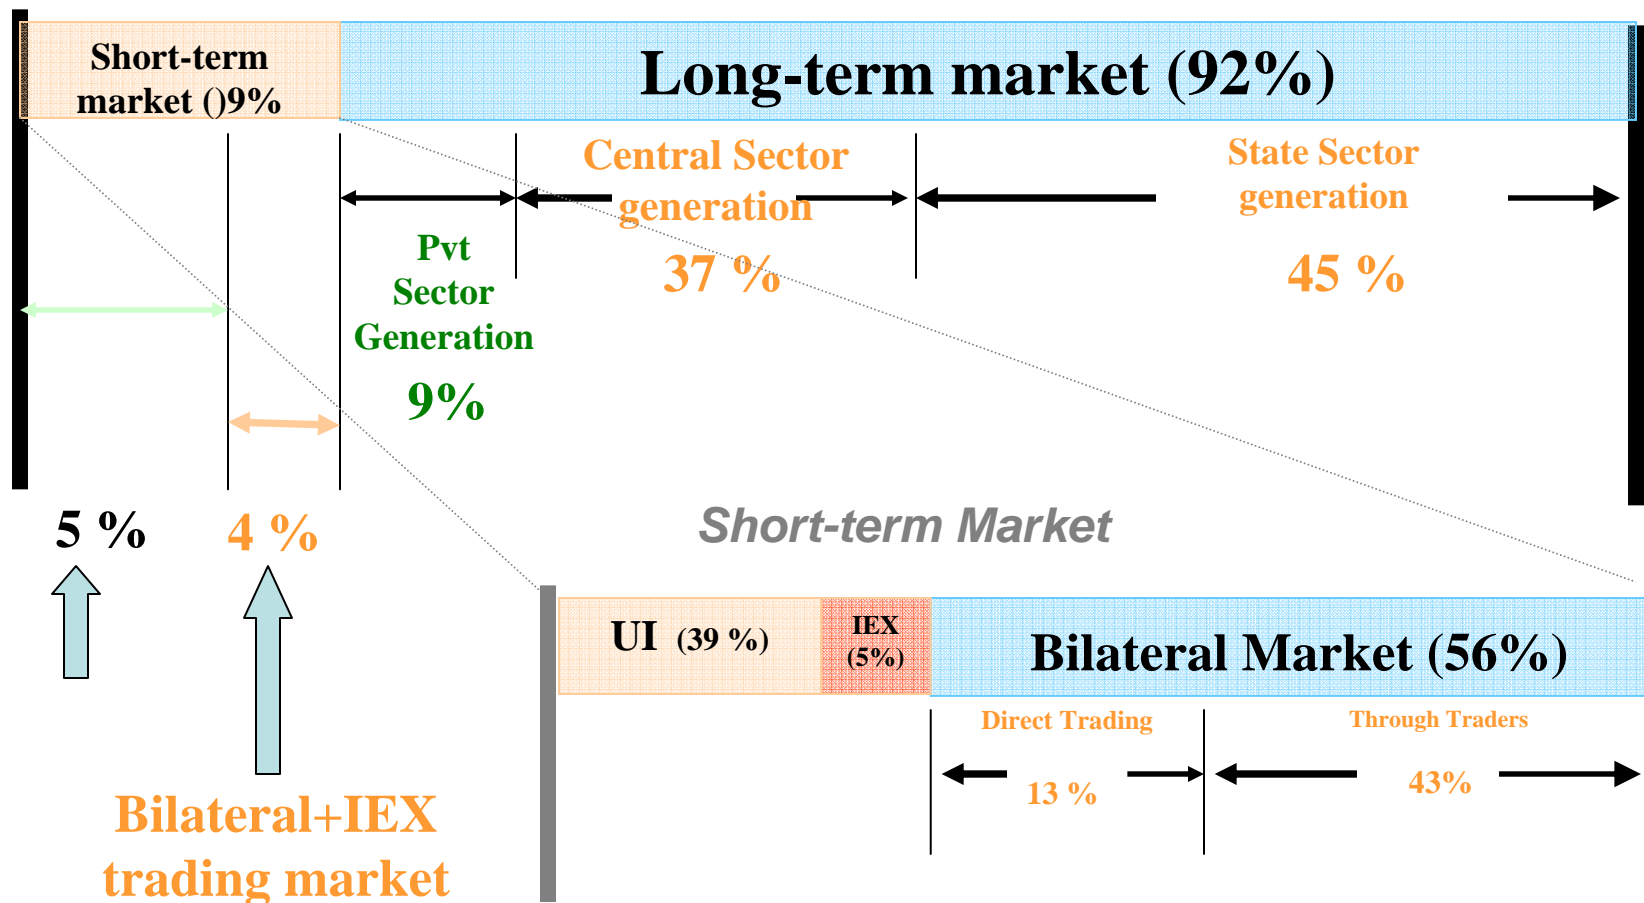 Short-term
market ()9%
Long-term market (92%)
Central Sector
generation
37 %
State Sector
generation
45 %
Pvt
Sector
Generation
9%
5 %
4 %
Short-term Market
UI (39 %)
IEX
(5%)
Bilateral Market (56%)
Direct Trading
13 %
Through Traders
43%
Bilateral+IEX
trading market